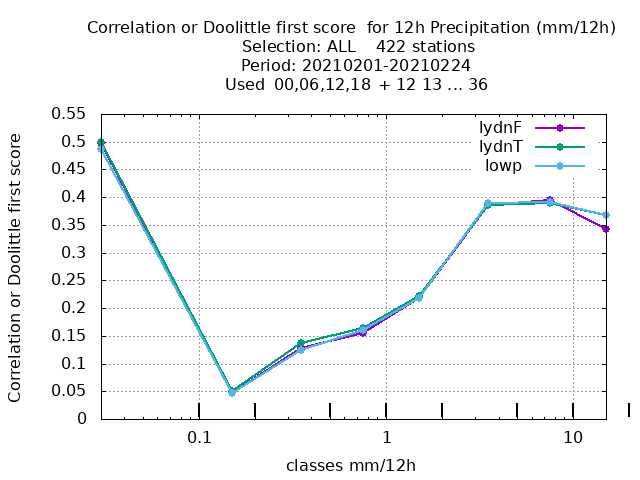 Correlation or Doolittle first score  for 12h Precipitation (mm/12h)
Selection: ALL    422 stations
Period: 20210201-20210224
Used  00,06,12,18  + 12 13 ... 36
lydnF
lydnT
lowp
Correlation or Doolittle first score
0.55
0.5
0.45
0.4
0.35
0.3
0.25
0.2
0.15
0.1
0.05
0
0.1 1 10
classes mm/12h